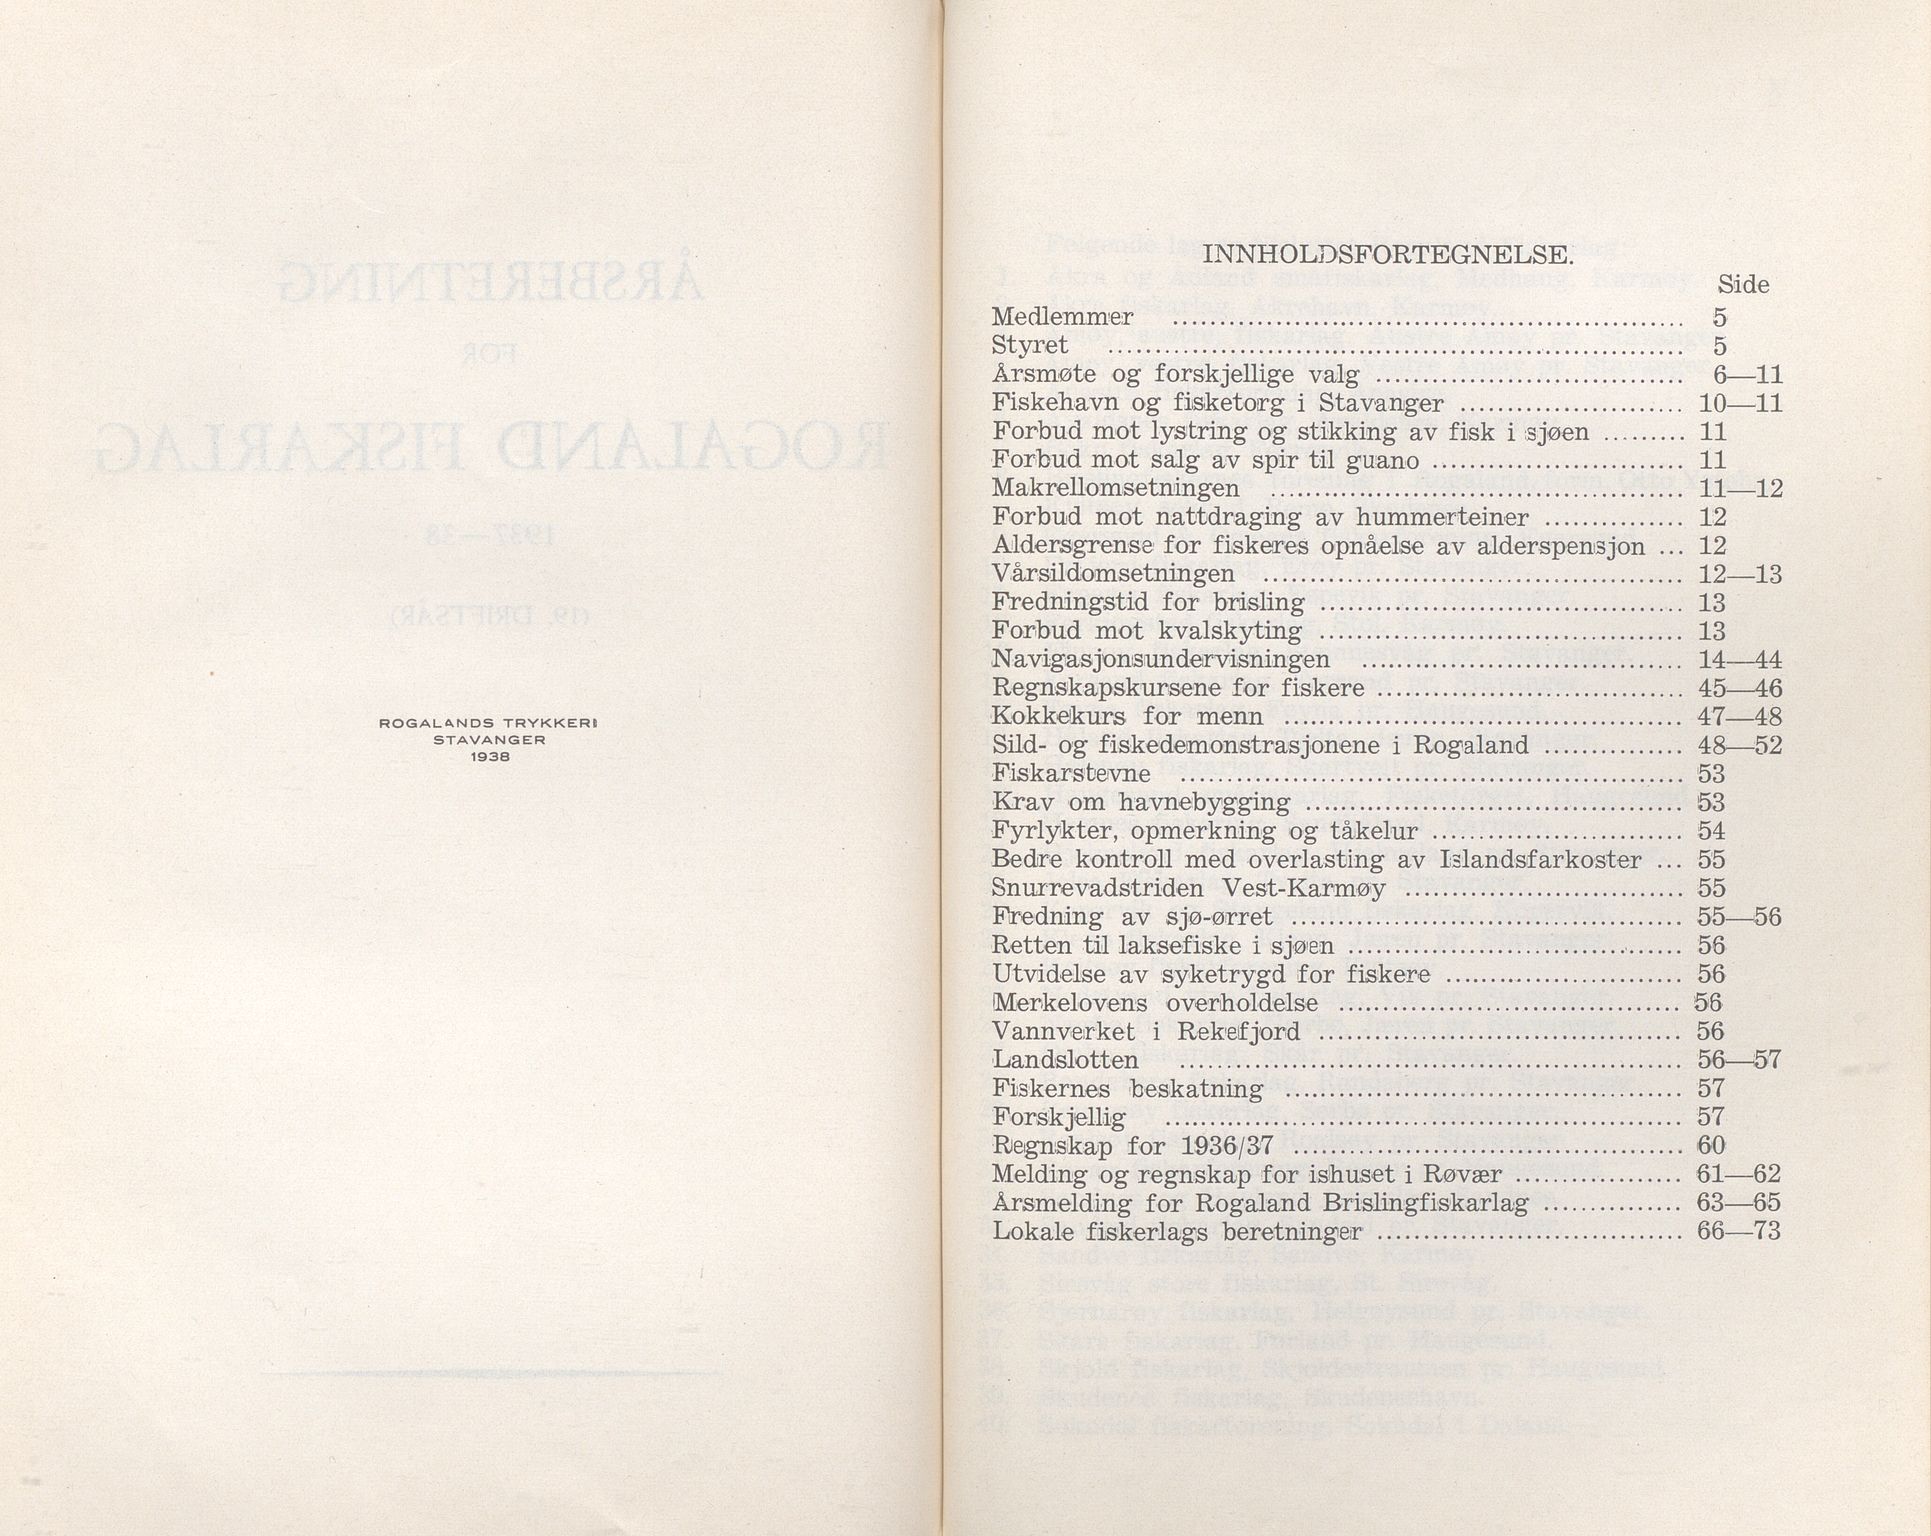 ÅRSBERETNING
FOR
ROGALAND FISKARLAG
1937—38
(19. DRIFTSÅR)
ROGALANDS TRYKKERI
STAVANGER
1938
INNHOLDSFORTEGNELSE.
Side
Medlemmer ........ 5
Styret ........ 5
Årsmøte og forskjellige valg ........ 6—11
Fiskehavn og fisketorg i Stavanger ........ 10—11
Forbud mot lystring og stikking av fisk i sjøen ........ 11
Forbud mot salg av spir til guano ........ 11
Makrellomsetningen ........ 11—12
Forbud mot nattdraging av hummerteiner ........ 12
Aldersgrense for fiskeres opnåelse av alderspensjon ... 12
Vårsildomsetningen ........ 12—13
Fredningstid for brisling ........ 13
Forbud mot kvalskyting ........ 13
Navigasjonsundervisningen ........ 14—44
Regnskapskursene for fiskere ........ 45—46
Kokkekurs for menn ........ 47—48
Sild- og fiskedemonstrasjonene i Rogaland ........ 48—52
Fiskarstevne ........ 53
Krav om havnebygging ........ 53
Fyrlykter, opmerkning og tåkelur ........ 54
Bedre kontroll med overlasting av Islandsfarkoster ... 55
Snurrevadstriden Vest-Karmøy ........ 55
Fredning av sjø-ørret ........ 55—56
Retten til laksefiske i sjøen ........ 56
Utvidelse av syketrygd for fiskere ........ 56
Merkelovens overholdelse ........ 56
Vannverket i Rekefjord ........ 56
Landslotten ........ 56—57
Fiskernes beskatning ........ 57
Forskjellig ........ 57
Regnskap for 1936/37 ........ 60
Melding og regnskap for ishuset i Røvær ........ 61—62
Årsmelding for Rogaland Brislingfiskarlag ........ 63—65
Lokale fiskerlags beretninger ........ 66—73